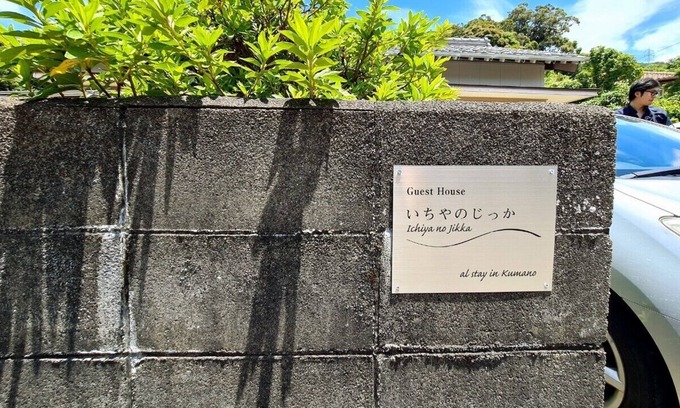 Guest House
いちやのじっか
Ichiya no Jikka
al stay in Kumano